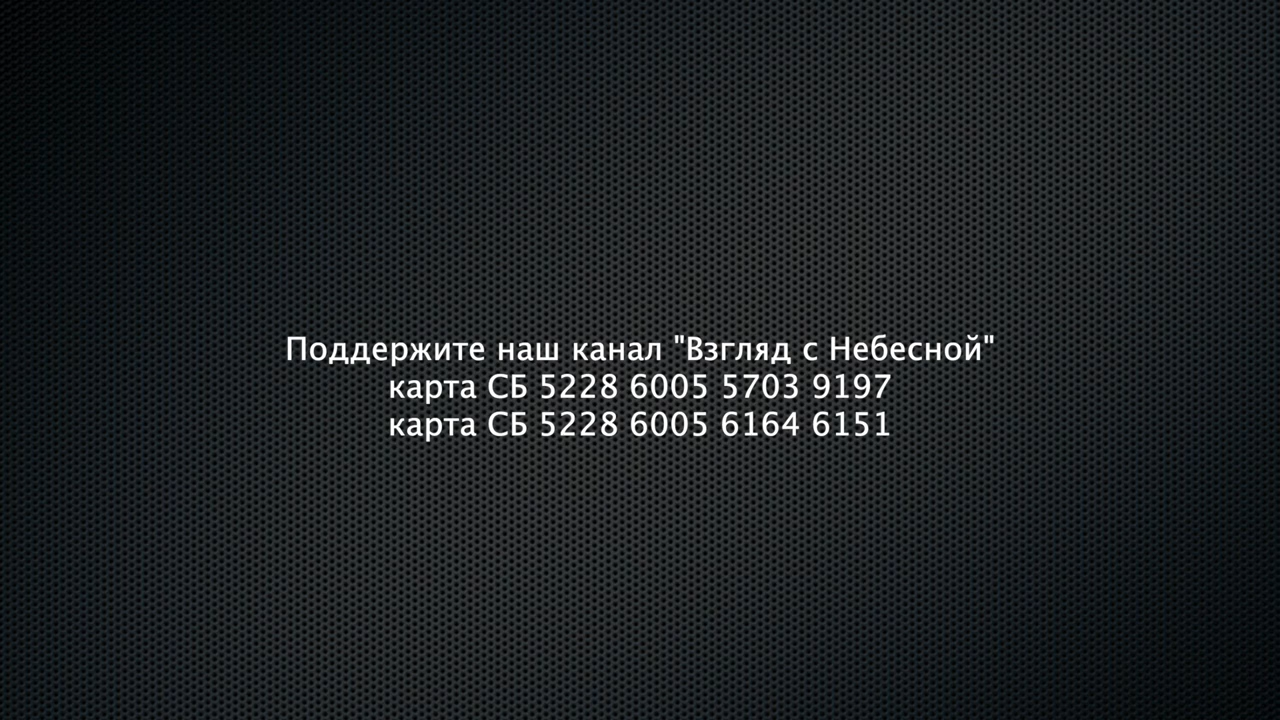 Поддержите наш канал "Взгляд с Небесной"
карта СБ 5228 6005 5703 9197
карта СБ 5228 6005 6164 6151